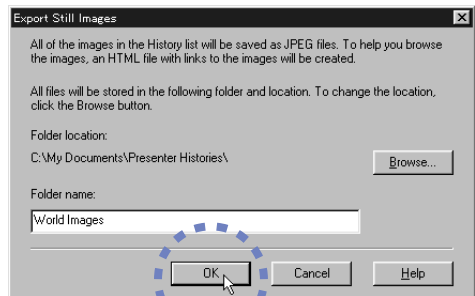 Export Still Images
All of the images in the History list will be saved as JPEG files. To help you browse
the images, an HTML file with links to the images will be created.
All files will be stored in the following folder and location. To change the location,
click the Browse button.
Folder location:
C:\My Documents\Presenter Histories\
Browse...
Folder name:
World Images
OK Cancel Help